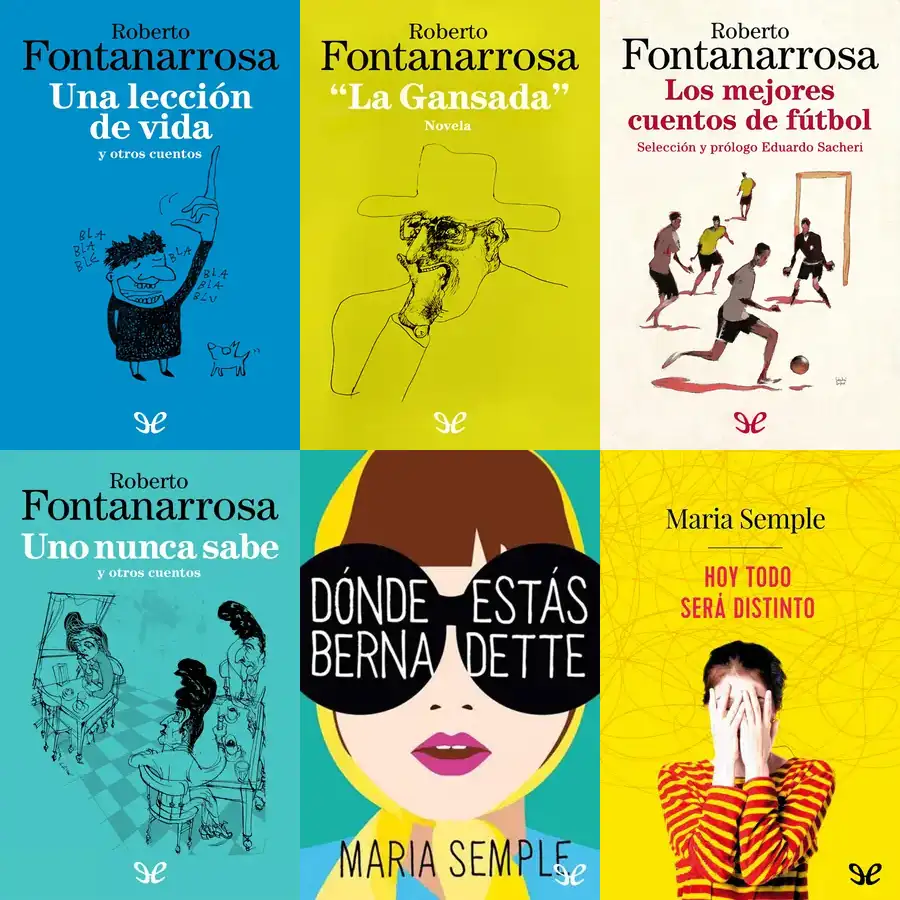 Roberto
Fontanarrosa
Una lección
de vida
y otros cuentos
BLA
BLA
BLE
BLA
BLA
BLA
BLU
Roberto
Fontanarrosa
“La Gansada”
Novela
Roberto
Fontanarrosa
Los mejores
cuentos de fútbol
Selección y prólogo Eduardo Sacheri
Roberto
Fontanarrosa
Uno nunca sabe
y otros cuentos
DÓNDE ESTÁS
BERNADETTE
MARIA SEMPLE
Maria Semple
HOY TODO
SERÁ DISTINTO